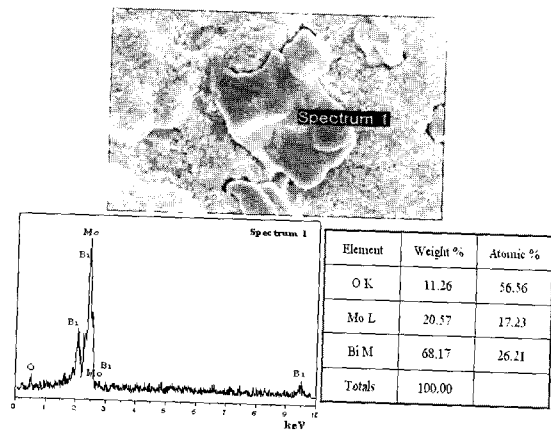 Spectrum 1
Spectrum 1
Mo
Bi
Bi
O
Mo
Bi
Bi
0 1 2 3 4 5 6 7 8 9 10
keV
Element Weight % Atomic %
O K 11.26 56.56
Mo L 20.57 17.23
Bi M 68.17 26.21
Totals 100.00